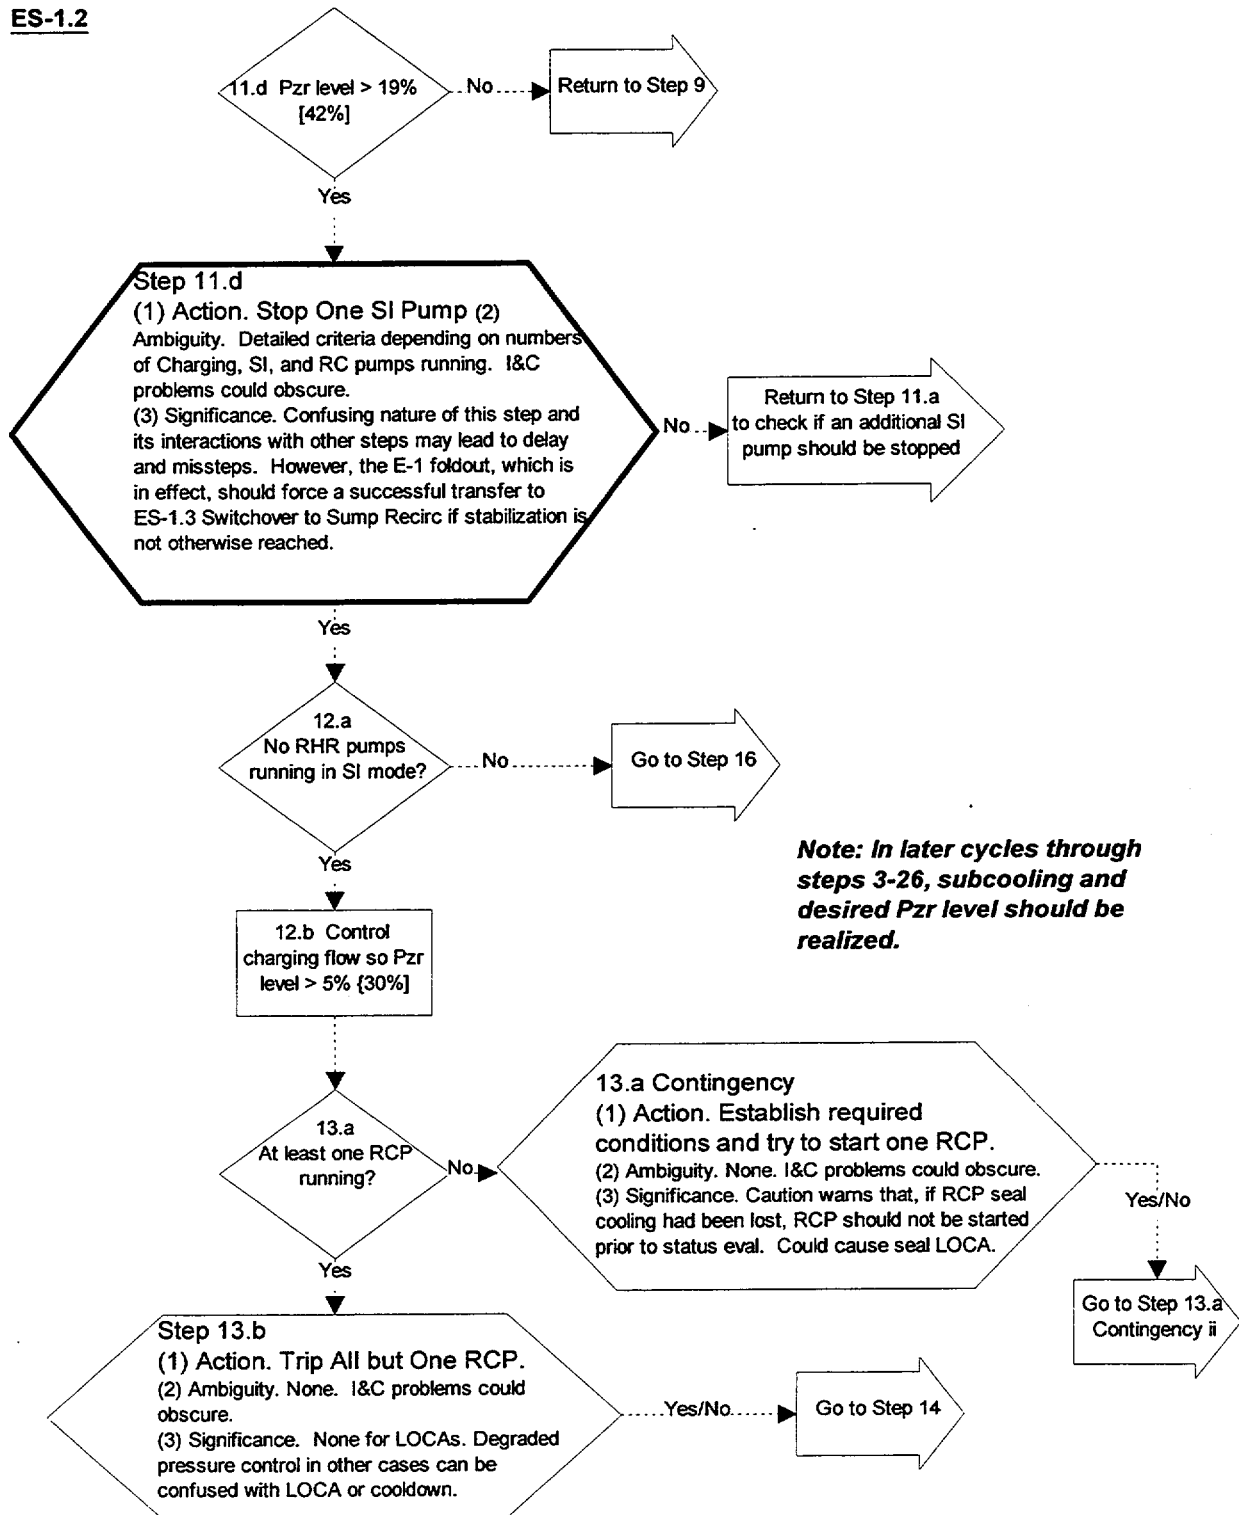 ES-1.2
11.d Pzr level > 19%
[42%]
No
Return to Step 9
Yes
Step 11.d
(1) Action. Stop One SI Pump (2)
Ambiguity. Detailed criteria depending on numbers
of Charging, SI, and RC pumps running. I&C
problems could obscure.
(3) Significance. Confusing nature of this step and
its interactions with other steps may lead to delay
and missteps. However, the E-1 foldout, which is
in effect, should force a successful transfer to
ES-1.3 Switchover to Sump Recirc if stabilization is
not otherwise reached.
No
Return to Step 11.a
to check if an additional SI
pump should be stopped
Yes
12.a
No RHR pumps
running in SI mode?
No
Go to Step 16
Yes
Note: In later cycles through
steps 3-26, subcooling and
desired Pzr level should be
realized.
12.b Control
charging flow so Pzr
level > 5% {30%]
13.a
At least one RCP
running?
No
13.a Contingency
(1) Action. Establish required
conditions and try to start one RCP.
(2) Ambiguity. None. I&C problems could obscure.
(3) Significance. Caution warns that, if RCP seal
cooling had been lost, RCP should not be started
prior to status eval. Could cause seal LOCA.
Yes/No
Go to Step 13.a
Contingency ii
Yes
Step 13.b
(1) Action. Trip All but One RCP.
(2) Ambiguity. None. I&C problems could
obscure.
(3) Significance. None for LOCAs. Degraded
pressure control in other cases can be
confused with LOCA or cooldown.
Yes/No
Go to Step 14